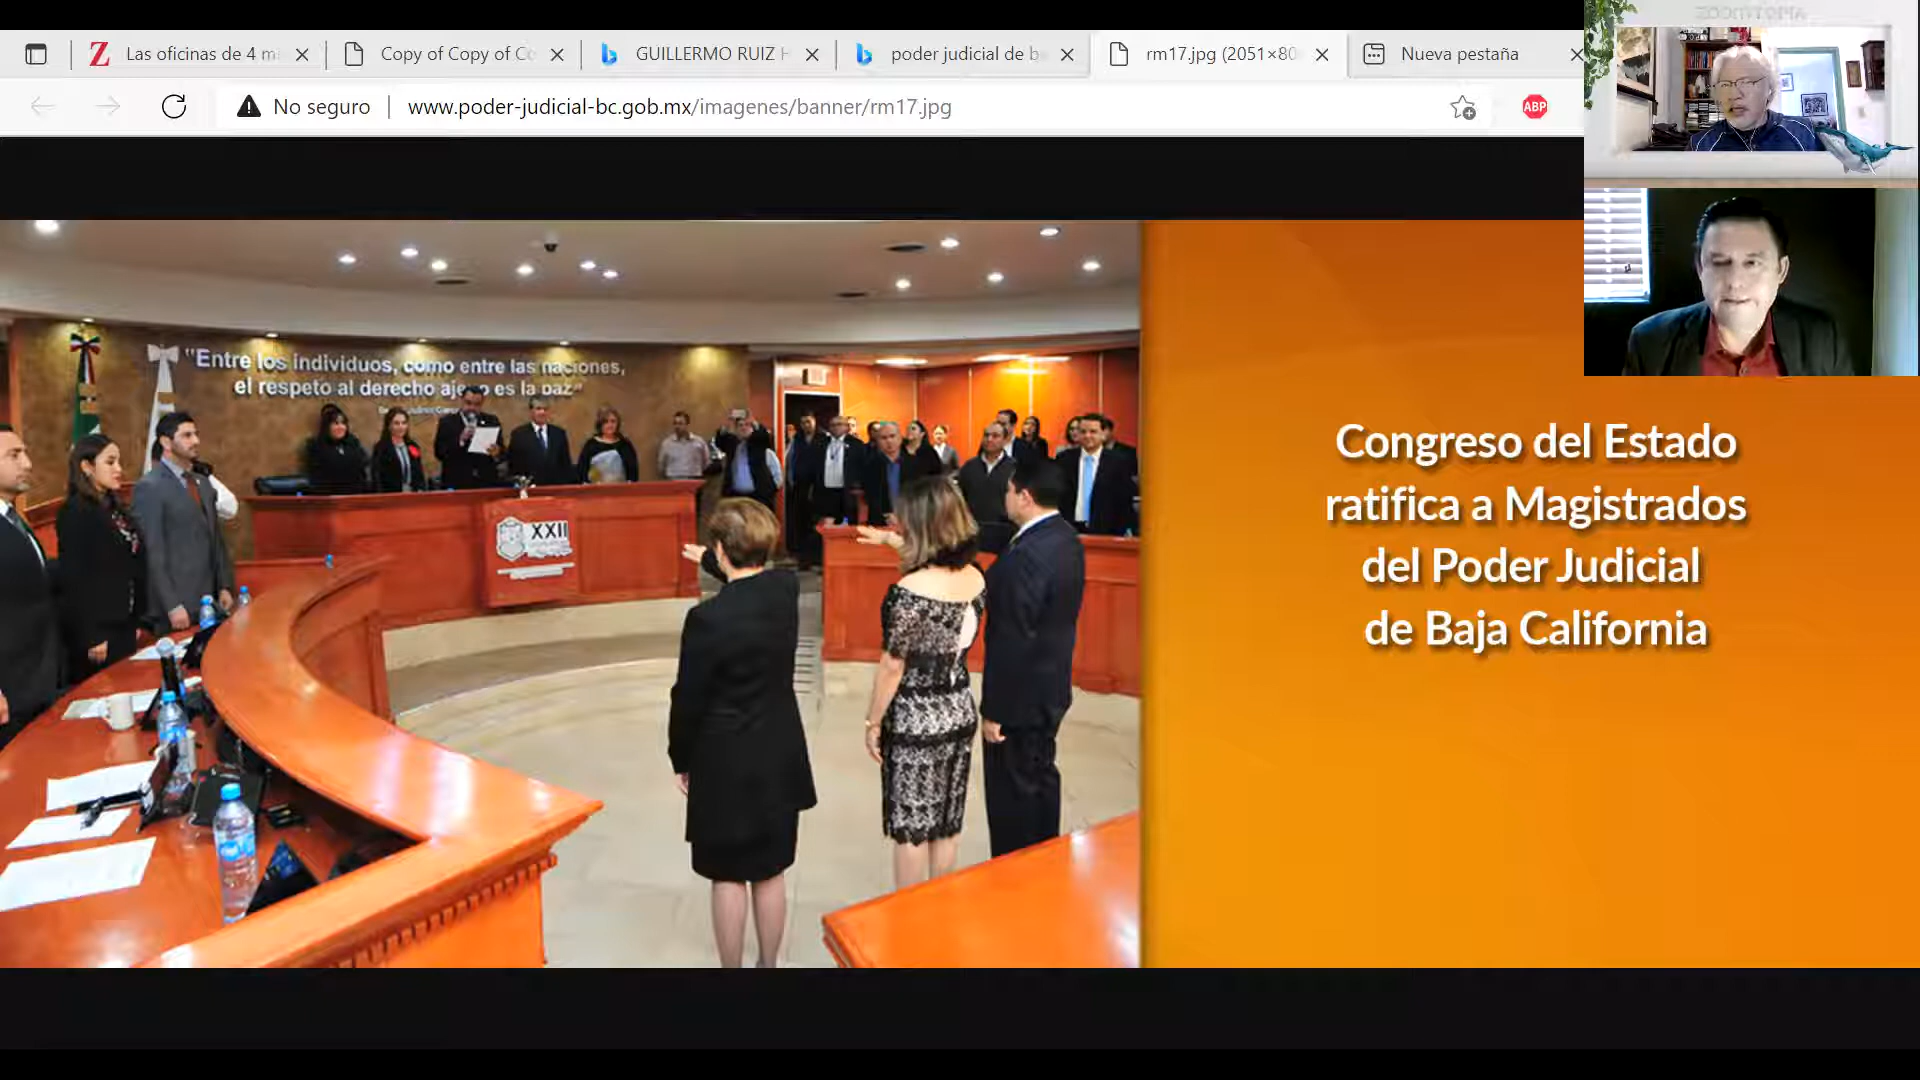 Las oficinas de 4 m
Copy of Copy of Co
GUILLERMO RUIZ H
poder judicial de b
rm17.jpg (2051×80
Nueva pestaña
No seguro
www.poder-judicial-bc.gob.mx/imagenes/banner/rm17.jpg
ABP
"Entre los individuos, como entre las naciones,
el respeto al derecho ajeno es la paz"
XXII
Congreso del Estado
ratifica a Magistrados
del Poder Judicial
de Baja California